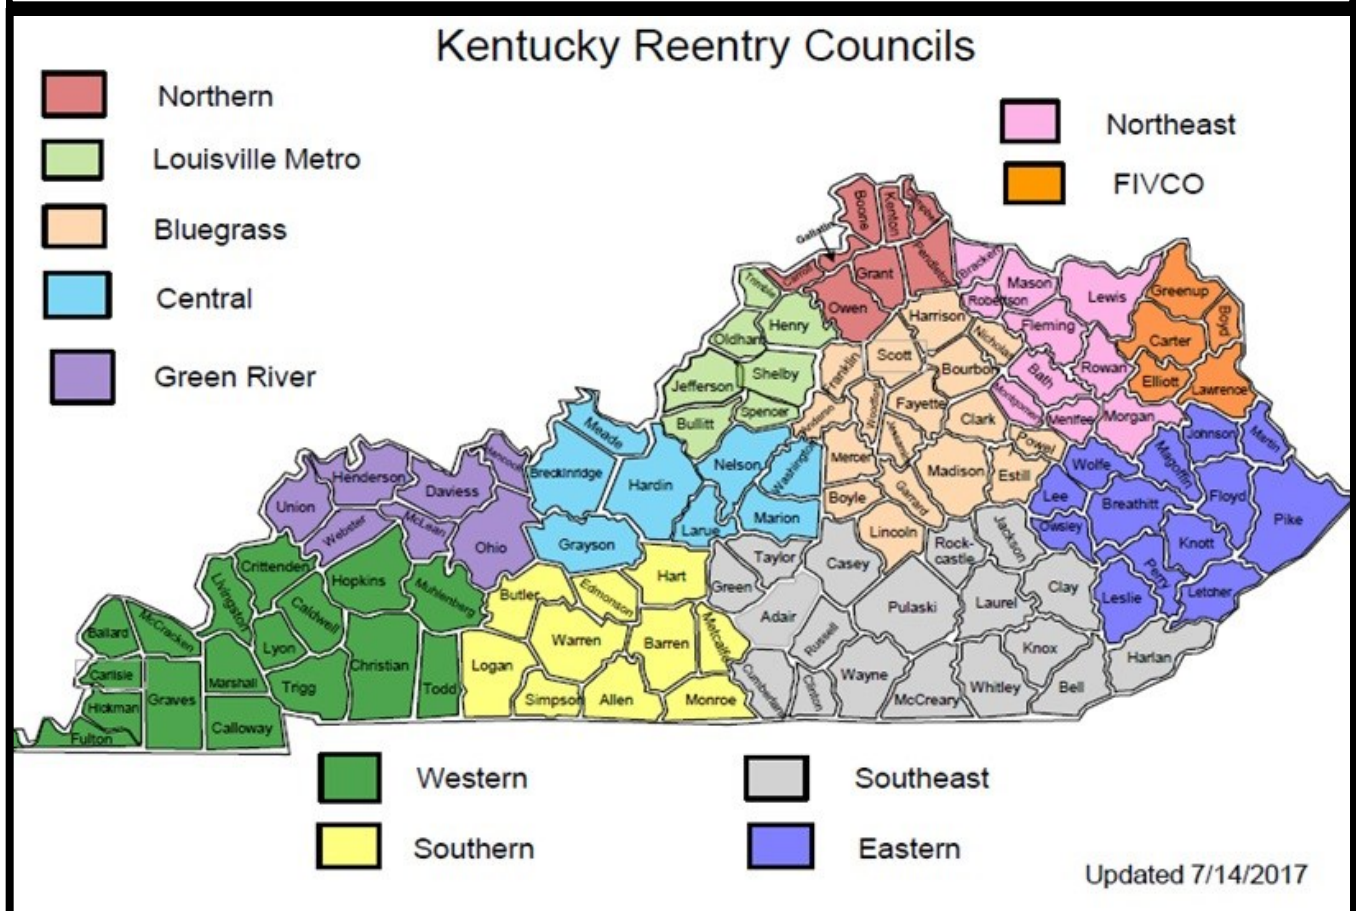 Kentucky Reentry Councils
Northern
Louisville Metro
Bluegrass
Central
Green River
Northeast
FIVCO
Boone
Kenton
Campbell
Gallatin
Carroll
Grant
Pendleton
Owen
Trimble
Henry
Oldham
Jefferson
Shelby
Bullitt
Spencer
Bracken
Mason
Robertson
Lewis
Fleming
Bath
Rowan
Montgomery
Menifee
Morgan
Greenup
Boyd
Carter
Elliott
Lawrence
Harrison
Nicholas
Scott
Franklin
Bourbon
Woodford
Fayette
Anderson
Clark
Jessamine
Powel
Mercer
Madison
Estill
Boyle
Garrard
Lincoln
Meade
Breckinridge
Hardin
Nelson
Washington
Larue
Marion
Grayson
Hancock
Henderson
Daviess
Union
Webster
McLean
Ohio
Johnson
Martin
Magoffin
Wolfe
Lee
Breathitt
Floyd
Pike
Owsley
Knott
Perry
Leslie
Letcher
Crittenden
Livingston
Hopkins
Muhlenberg
Caldwell
Ballard
McCracken
Lyon
Christian
Carlisle
Graves
Marshall
Trigg
Todd
Hickman
Calloway
Fulton
Butler
Edmonson
Hart
Warren
Barren
Metcalfe
Logan
Simpson
Allen
Monroe
Taylor
Green
Casey
Rock-
castle
Jackson
Adair
Pulaski
Laurel
Clay
Russell
Knox
Cumberland
Clinton
Wayne
McCreary
Whitley
Bell
Harlan
Western
Southern
Southeast
Eastern
Updated 7/14/2017